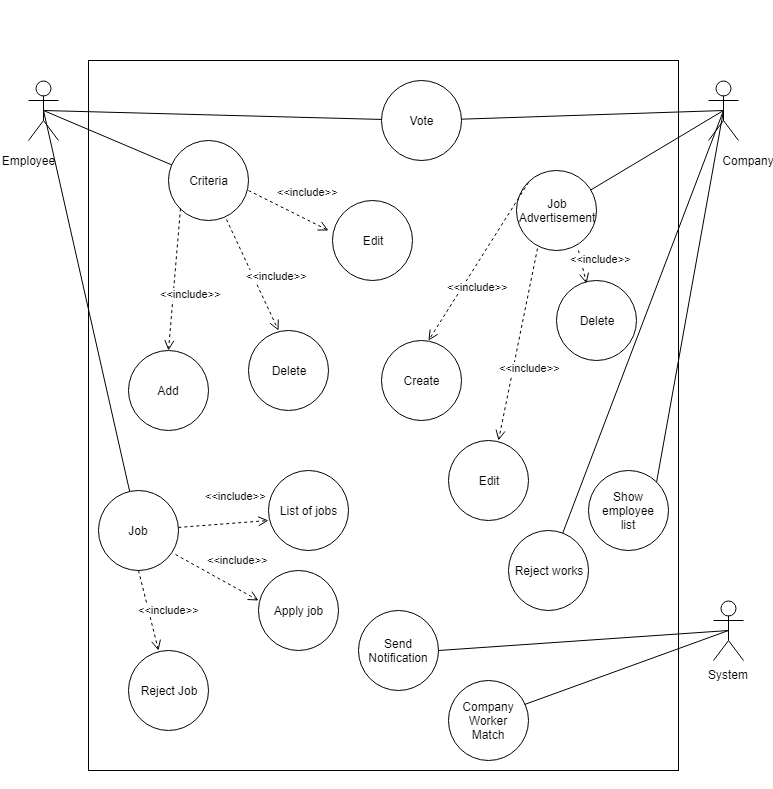 Vote
Employee
Company
Criteria
<<include>>
Job
Advertisement
Edit
<<include>>
<<include>>
<<include>>
<<include>>
Delete
<<include>>
Delete
Create
Add
Edit
<<include>>
List of jobs
Show
employee
list
Job
<<include>>
Reject works
<<include>>
Apply job
Send
Notification
System
Reject Job
Company
Worker
Match